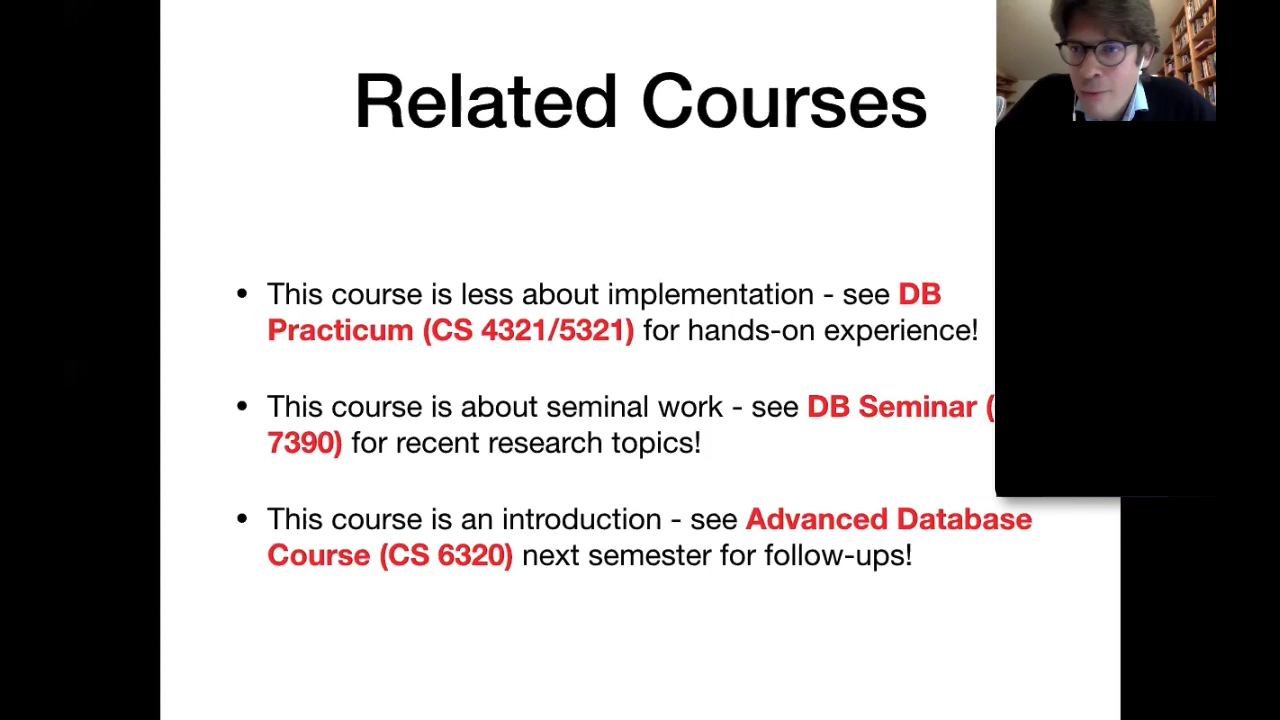 Related Courses
• This course is less about implementation - see DB
Practicum (CS 4321/5321) for hands-on experience!
• This course is about seminal work - see DB Seminar (
7390) for recent research topics!
• This course is an introduction - see Advanced Database
Course (CS 6320) next semester for follow-ups!